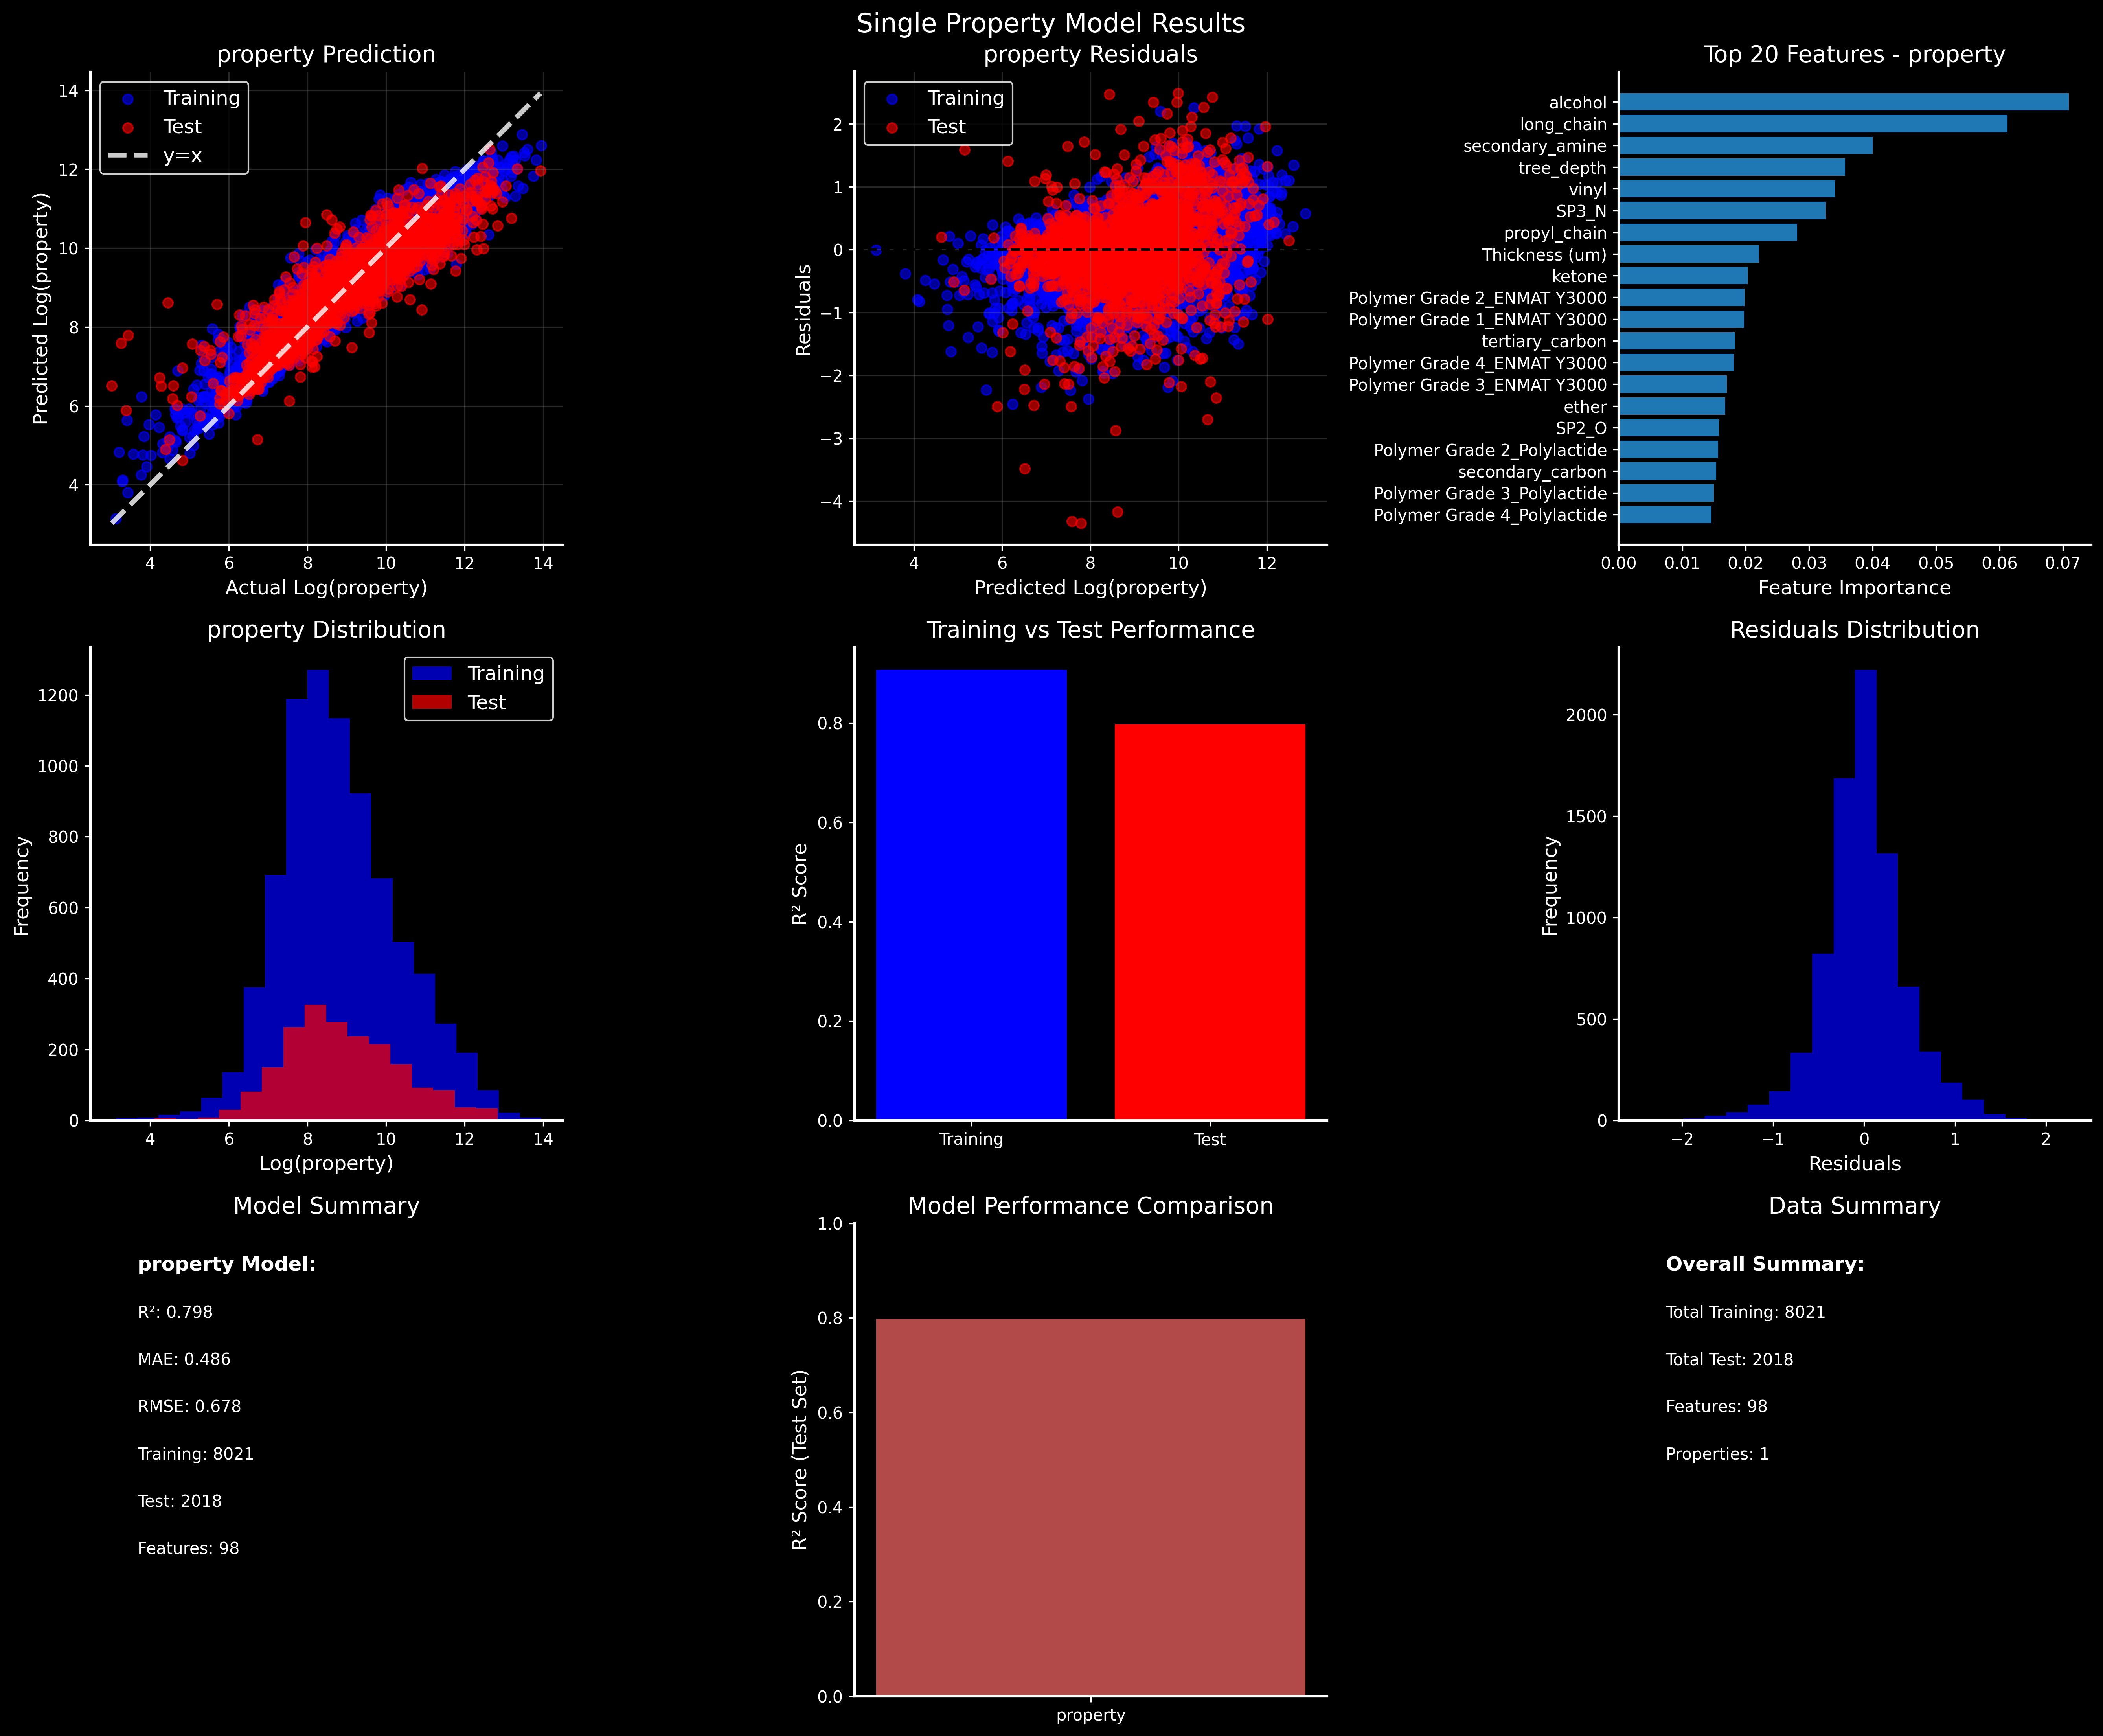 Single Property Model Results
property Prediction
Training
Test
y=x
14
12
10
8
6
4
Predicted Log(property)
4
6
8
10
12
14
Actual Log(property)
property Residuals
Training
Test
2
1
0
−1
−2
−3
−4
Residuals
4
6
8
10
12
Predicted Log(property)
Top 20 Features - property
alcohol
long_chain
secondary_amine
tree_depth
vinyl
SP3_N
propyl_chain
Thickness (um)
ketone
Polymer Grade 2_ENMAT Y3000
Polymer Grade 1_ENMAT Y3000
tertiary_carbon
Polymer Grade 4_ENMAT Y3000
Polymer Grade 3_ENMAT Y3000
ether
SP2_O
Polymer Grade 2_Polylactide
secondary_carbon
Polymer Grade 3_Polylactide
Polymer Grade 4_Polylactide
0.00
0.01
0.02
0.03
0.04
0.05
0.06
0.07
Feature Importance
property Distribution
Training
Test
1200
1000
800
600
400
200
0
Frequency
4
6
8
10
12
14
Log(property)
Training vs Test Performance
0.8
0.6
0.4
0.2
0.0
R² Score
Training
Test
Residuals Distribution
2000
1500
1000
500
0
Frequency
−2
−1
0
1
2
Residuals
Model Summary
property Model:
R²: 0.798
MAE: 0.486
RMSE: 0.678
Training: 8021
Test: 2018
Features: 98
Model Performance Comparison
1.0
0.8
0.6
0.4
0.2
0.0
R² Score (Test Set)
property
Data Summary
Overall Summary:
Total Training: 8021
Total Test: 2018
Features: 98
Properties: 1